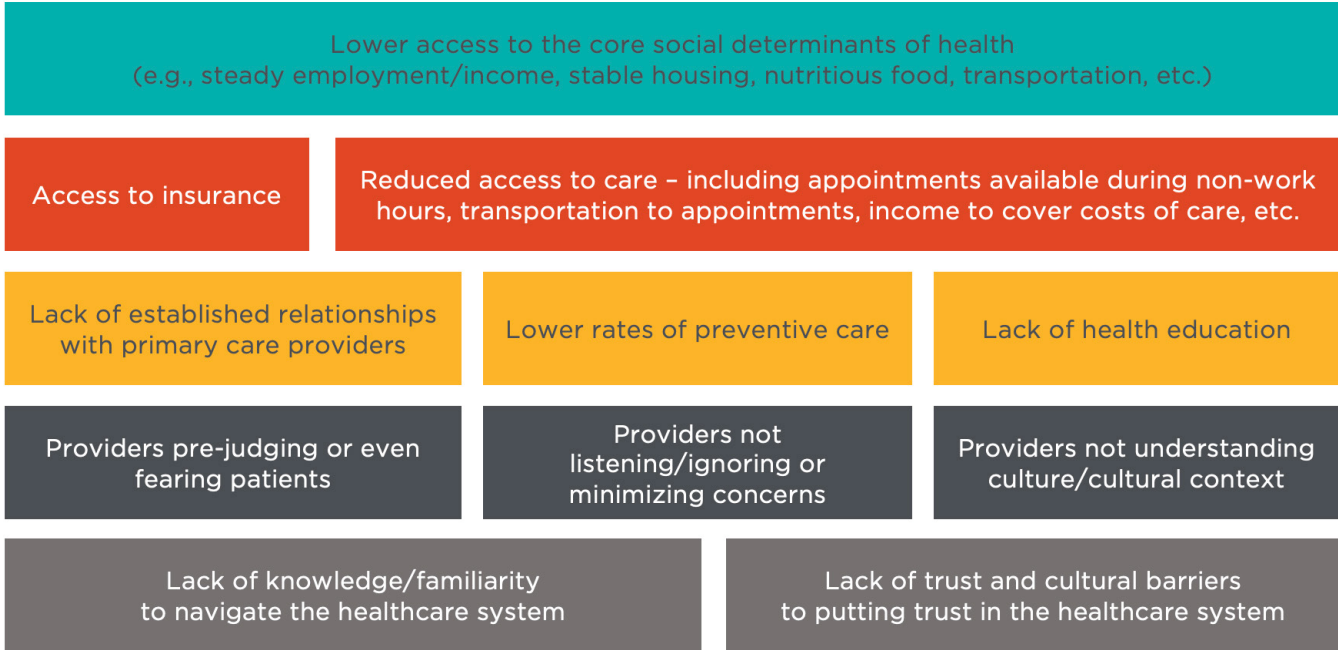 Lower access to the core social determinants of health
(e.g., steady employment/income, stable housing, nutritious food, transportation, etc.)
Access to insurance
Reduced access to care – including appointments available during non-work
hours, transportation to appointments, income to cover costs of care, etc.
Lack of established relationships
with primary care providers
Lower rates of preventive care
Lack of health education
Providers pre-judging or even
fearing patients
Providers not
listening/ignoring or
minimizing concerns
Providers not understanding
culture/cultural context
Lack of knowledge/familiarity
to navigate the healthcare system
Lack of trust and cultural barriers
to putting trust in the healthcare system